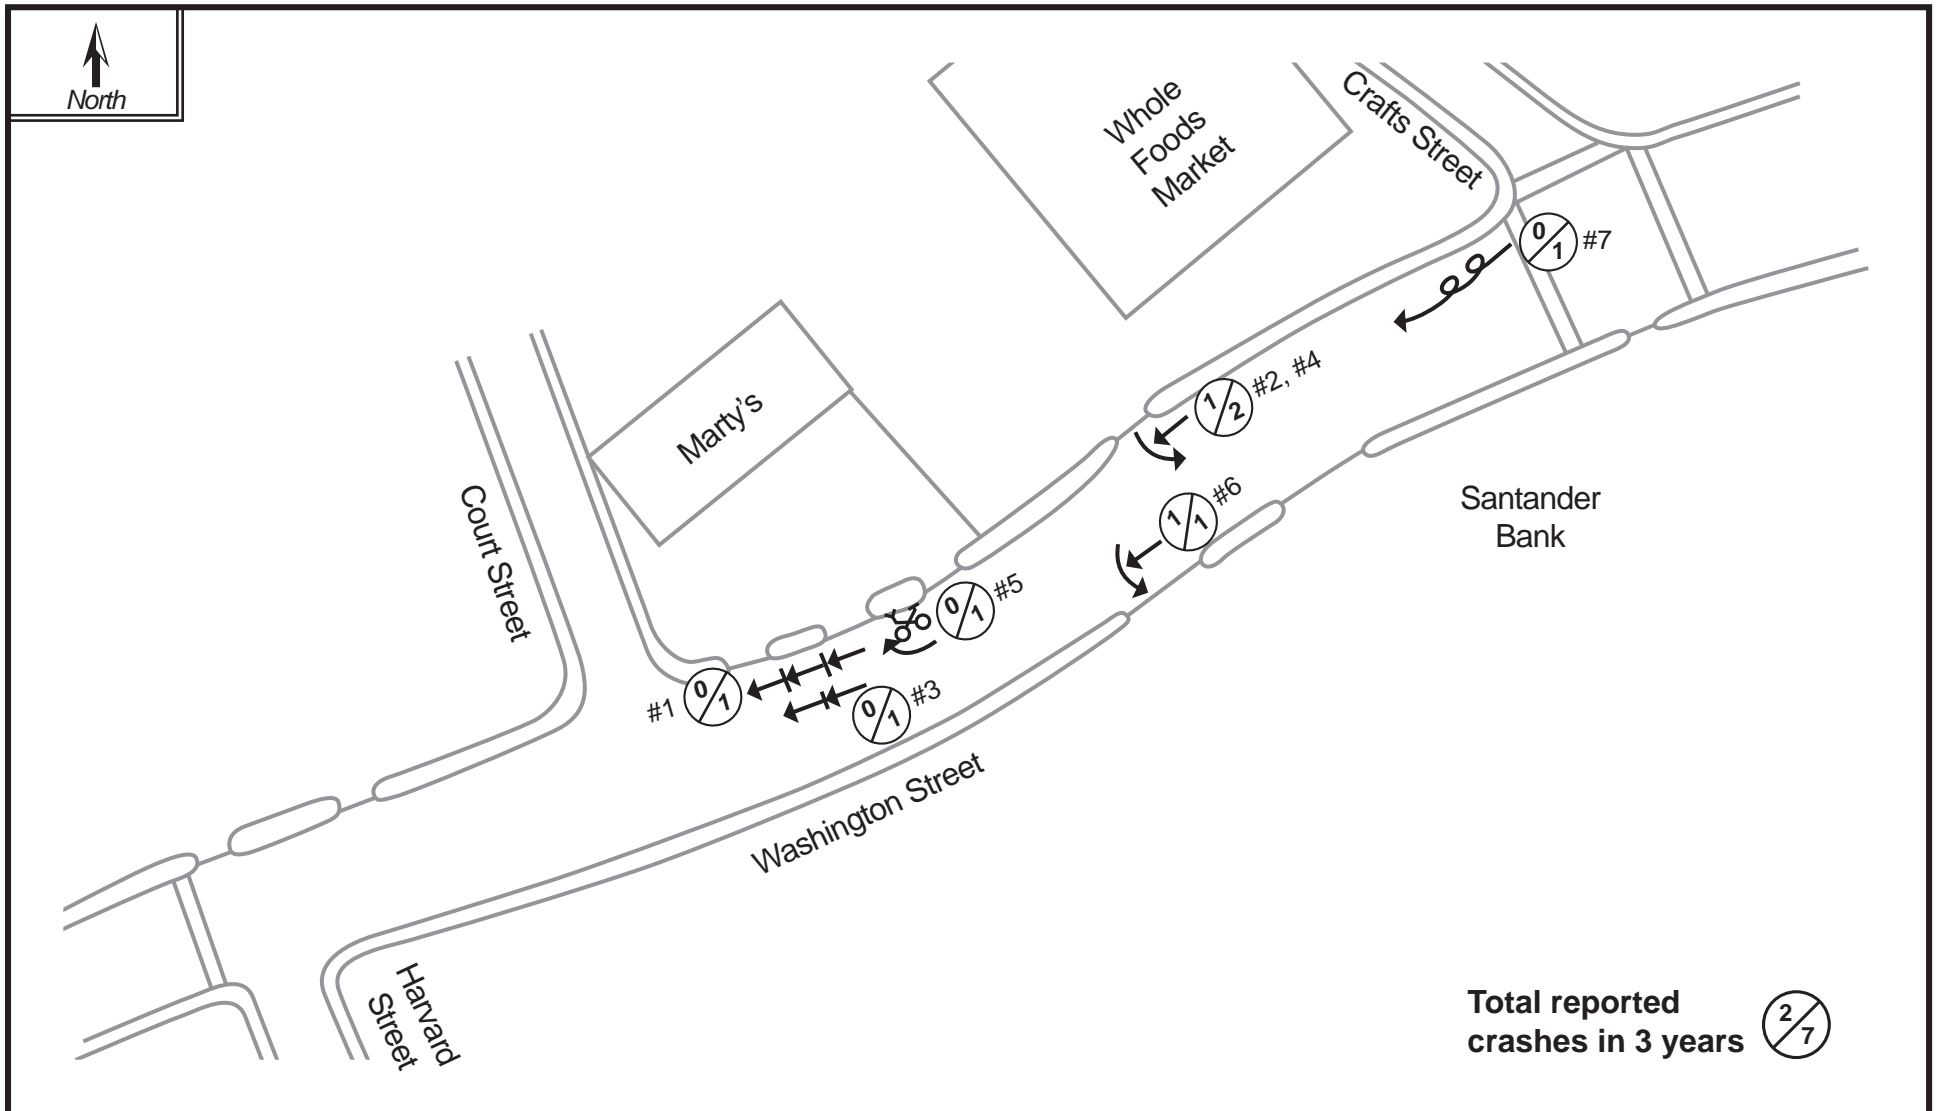 North
Whole
Foods
Market
Crafts Street
0/1 #7
1/2 #2, #4
Marty's
1/1 #6
Santander
Bank
Court Street
0/1 #5
#1 0/1
0/1 #3
Washington Street
Harvard
Street
Total reported
crashes in 3 years 2/7